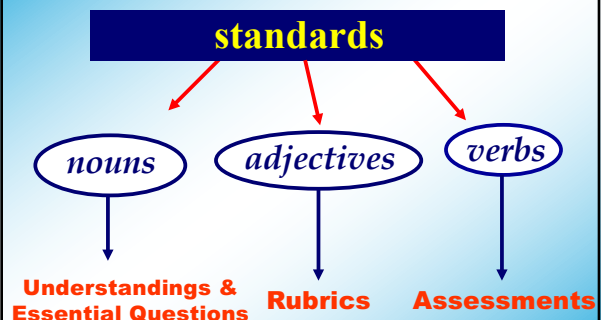 standards
nouns
adjectives
verbs
Understandings &
Essential Questions
Rubrics
Assessments